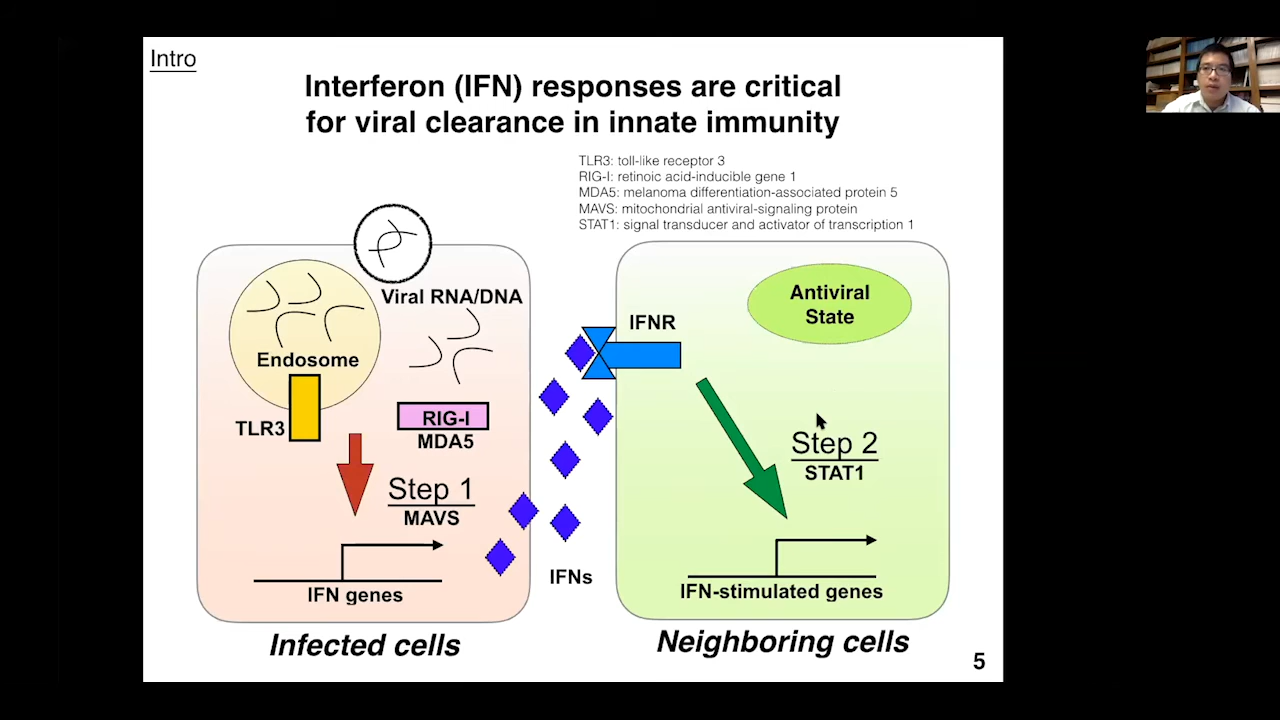 Intro
Interferon (IFN) responses are critical
for viral clearance in innate immunity
TLR3: toll-like receptor 3
RIG-I: retinoic acid-inducible gene 1
MDA5: melanoma differentiation-associated protein 5
MAVS: mitochondrial antiviral-signaling protein
STAT1: signal transducer and activator of transcription 1
Viral RNA/DNA
Endosome
TLR3
RIG-I
MDA5
Step 1
MAVS
IFN genes
Infected cells
IFNs
IFNR
Antiviral
State
Step 2
STAT1
IFN-stimulated genes
Neighboring cells
5